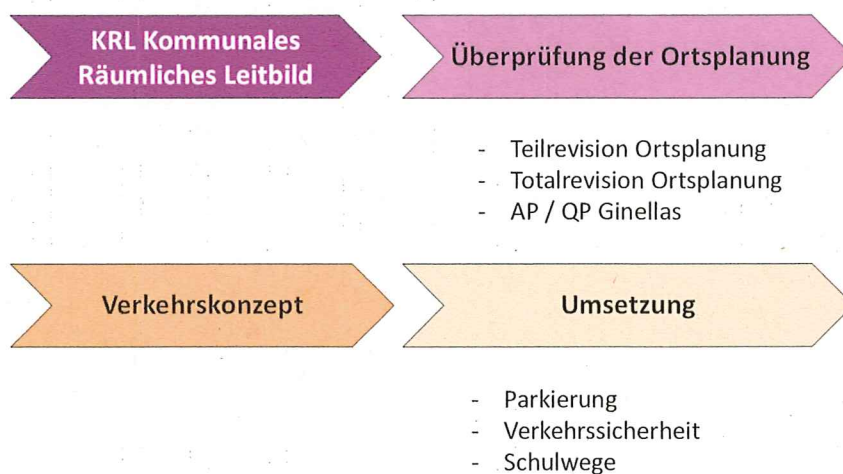 KRL Kommunales
Räumliches Leitbild
Überprüfung der Ortsplanung
- Teilrevision Ortsplanung
- Totalrevision Ortsplanung
- AP / QP Ginellas
Verkehrskonzept
Umsetzung
- Parkierung
- Verkehrssicherheit
- Schulwege